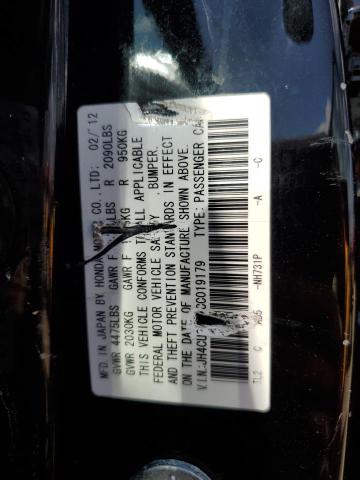 MFD. IN JAPAN BY HONDA MOTOR CO., LTD: 02/'12
GVWR 4475LBS GAWR F LBS R 2090LBS
GVWR 2030KG GAWR F KG R 950KG
THIS VEHICLE CONFORMS TO ALL APPLICABLE
FEDERAL MOTOR VEHICLE SAFETY, BUMPER,
AND THEFT PREVENTION STANDARDS IN EFFECT
ON THE DATE OF MANUFACTURE SHOWN ABOVE.
V.I.N.:JH4CU CC019179 TYPE:PASSENGER CAR
TL2 C -NH731P -A -C